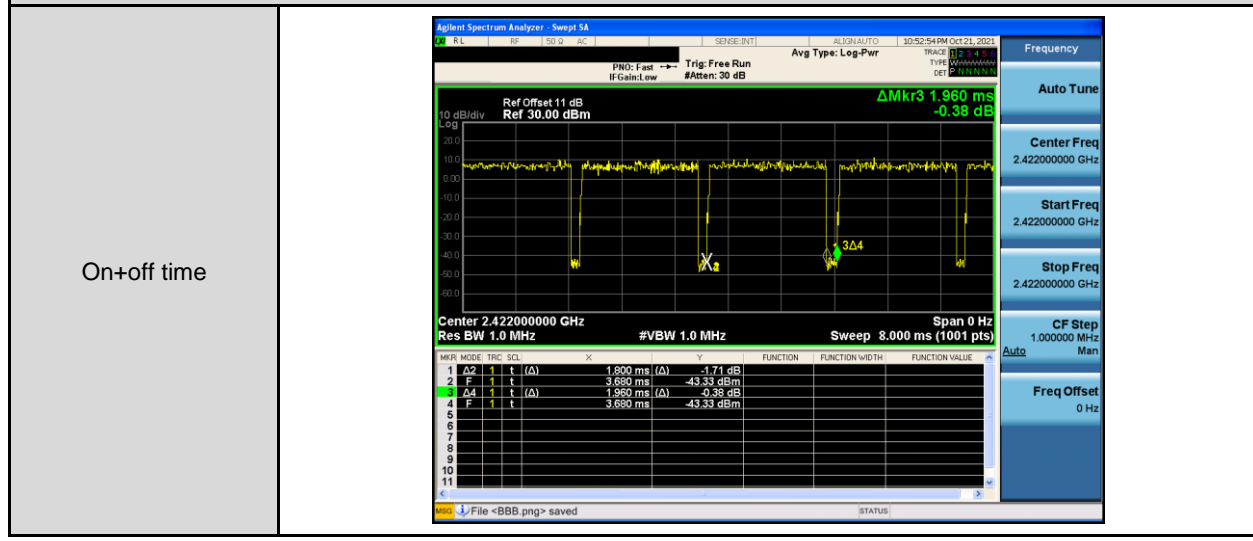 On+off time
Agilent Spectrum Analyzer - Swept SA
RL RF 50 Ω AC SENSE:INT ALIGNAUTO 10:52:54 PM Oct 21, 2021
Avg Type: Log-Pwr
TRACE 1 2 3 4 5 6
TYPE
DET P N N N N N
PNO: Fast
IFGain:Low
Trig: Free Run
#Atten: 30 dB
Frequency
Auto Tune
Center Freq
2.422000000 GHz
Start Freq
2.422000000 GHz
Stop Freq
2.422000000 GHz
CF Step
1.000000 MHz
Auto Man
Freq Offset
0 Hz
ΔMkr3 1.960 ms
-0.38 dB
Ref Offset 11 dB
10 dB/div Ref 30.00 dBm
Log
20.0
10.0
0.00
-10.0
-20.0
-30.0
-40.0
-50.0
-60.0
3Δ4
Center 2.422000000 GHz Span 0 Hz
Res BW 1.0 MHz #VBW 1.0 MHz Sweep 8.000 ms (1001 pts)
MKR MODE TRC SCL X Y FUNCTION FUNCTION WIDTH FUNCTION VALUE
1 Δ2 1 t (Δ) 1.800 ms (Δ) -1.71 dB
2 F 1 t 3.680 ms -43.33 dBm
3 Δ4 1 t (Δ) 1.960 ms (Δ) -0.38 dB
4 F 1 t 3.680 ms -43.33 dBm
5
6
7
8
9
10
11
MSG File <BBB.png> saved STATUS